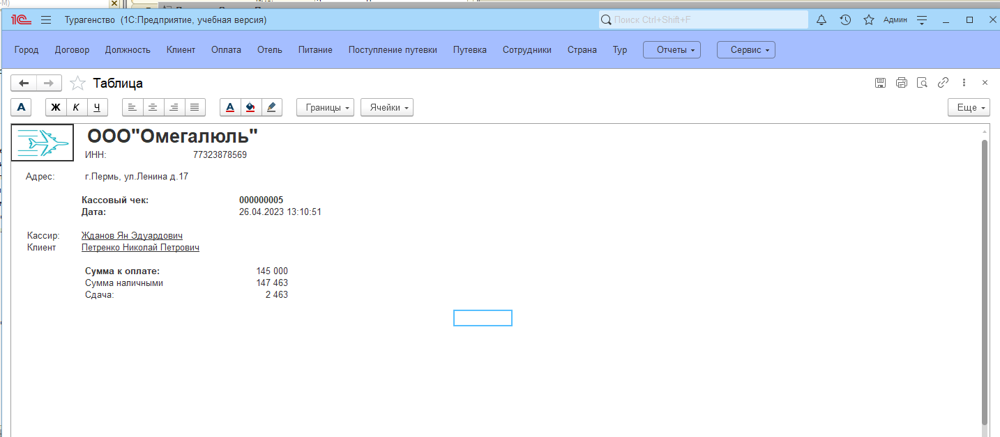 1С Турагенство (1С:Предприятие, учебная версия) Поиск Ctrl+Shift+F Админ
Город Договор Должность Клиент Оплата Отель Питание Поступление путевки Путевка Сотрудники Страна Тур Отчеты Сервис
Таблица
А Ж К Ч А Границы Ячейки Еще
ООО"Омегалюль"
ИНН: 77323878569
Адрес: г.Пермь, ул.Ленина д.17
Кассовый чек: 000000005
Дата: 26.04.2023 13:10:51
Кассир: Жданов Ян Эдуардович
Клиент Петренко Николай Петрович
Сумма к оплате: 145 000
Сумма наличными 147 463
Сдача: 2 463